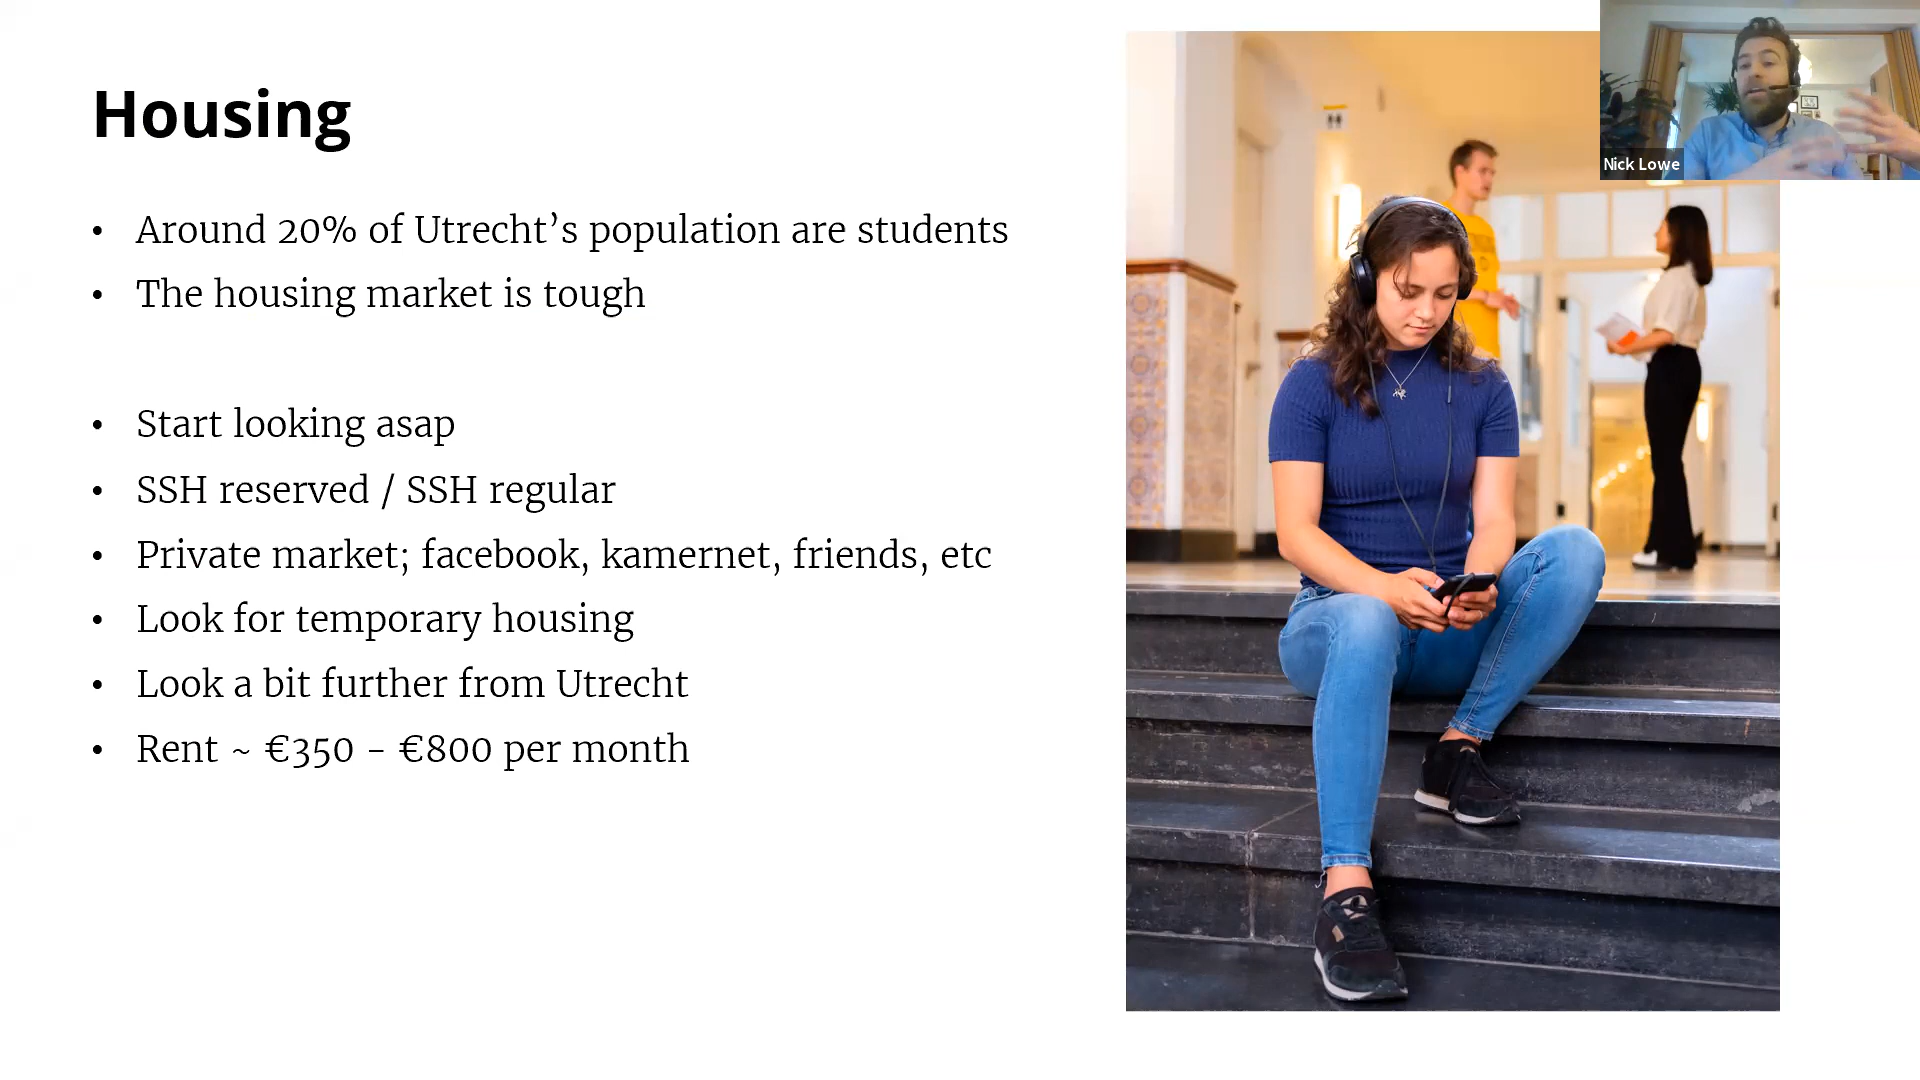 Housing
• Around 20% of Utrecht’s population are students
• The housing market is tough
• Start looking asap
• SSH reserved / SSH regular
• Private market; facebook, kamernet, friends, etc
• Look for temporary housing
• Look a bit further from Utrecht
• Rent ~ €350 - €800 per month
Nick Lowe